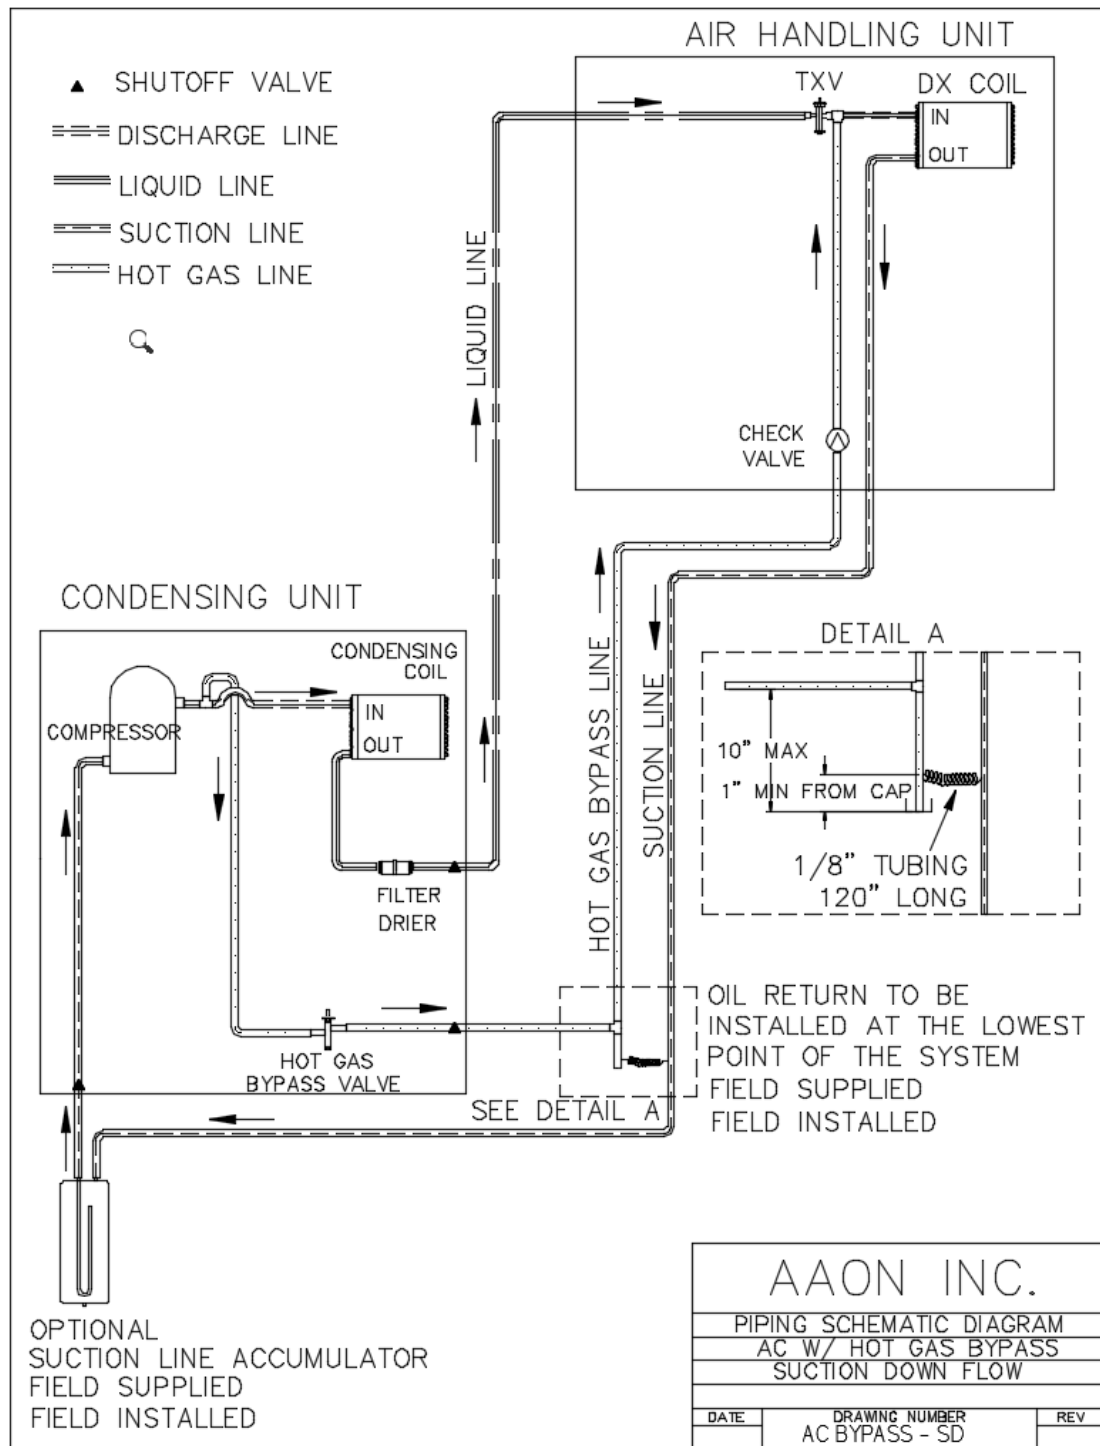 AIR HANDLING UNIT
SHUTOFF VALVE
DISCHARGE LINE
LIQUID LINE
SUCTION LINE
HOT GAS LINE
TXV
DX COIL
IN
OUT
LIQUID LINE
CHECK
VALVE
CONDENSING UNIT
CONDENSING
COIL
IN
OUT
COMPRESSOR
FILTER
DRIER
HOT GAS
BYPASS VALVE
HOT GAS BYPASS LINE
SUCTION LINE
DETAIL A
10" MAX
1" MIN FROM CAP
1/8" TUBING
120" LONG
OIL RETURN TO BE
INSTALLED AT THE LOWEST
POINT OF THE SYSTEM
FIELD SUPPLIED
FIELD INSTALLED
SEE DETAIL A
OPTIONAL
SUCTION LINE ACCUMULATOR
FIELD SUPPLIED
FIELD INSTALLED
AAON INC.
PIPING SCHEMATIC DIAGRAM
AC W/ HOT GAS BYPASS
SUCTION DOWN FLOW
DATE
DRAWING NUMBER
REV
AC BYPASS - SD